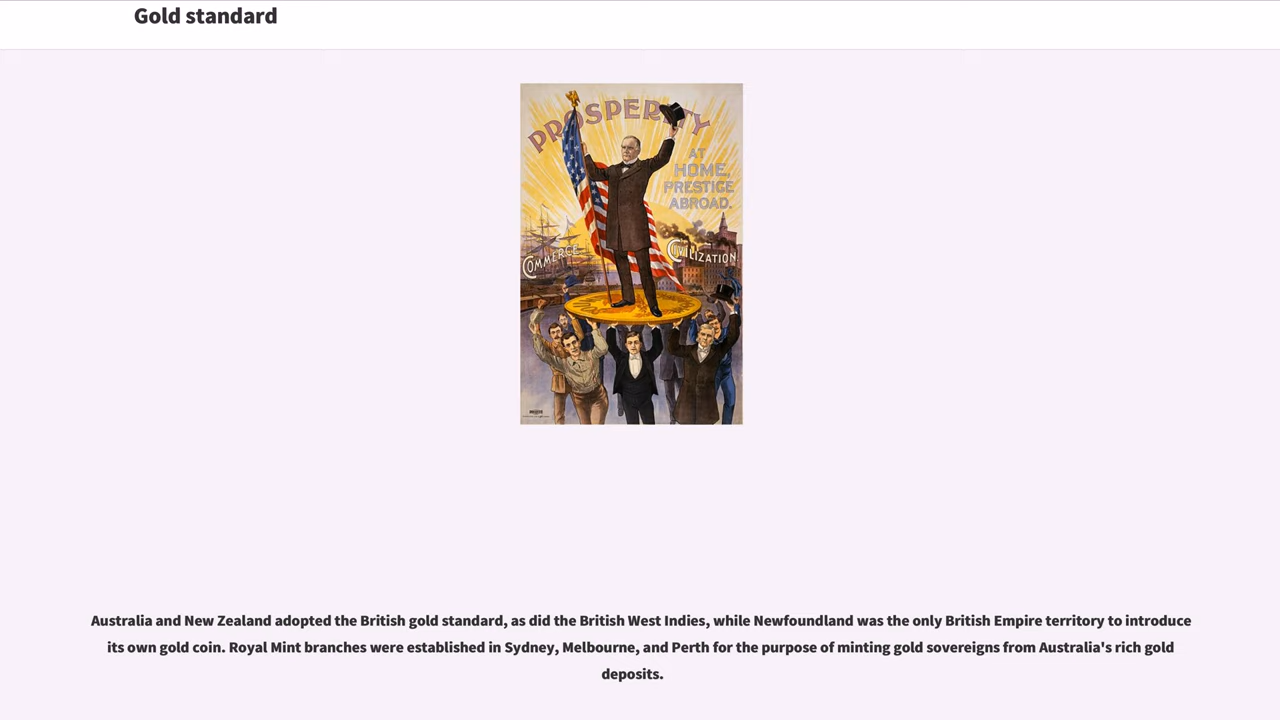 Gold standard
PROSPERITY
AT
HOME,
PRESTIGE
ABROAD.
COMMERCE
CIVILIZATION
Australia and New Zealand adopted the British gold standard, as did the British West Indies, while Newfoundland was the only British Empire territory to introduce
its own gold coin. Royal Mint branches were established in Sydney, Melbourne, and Perth for the purpose of minting gold sovereigns from Australia's rich gold
deposits.